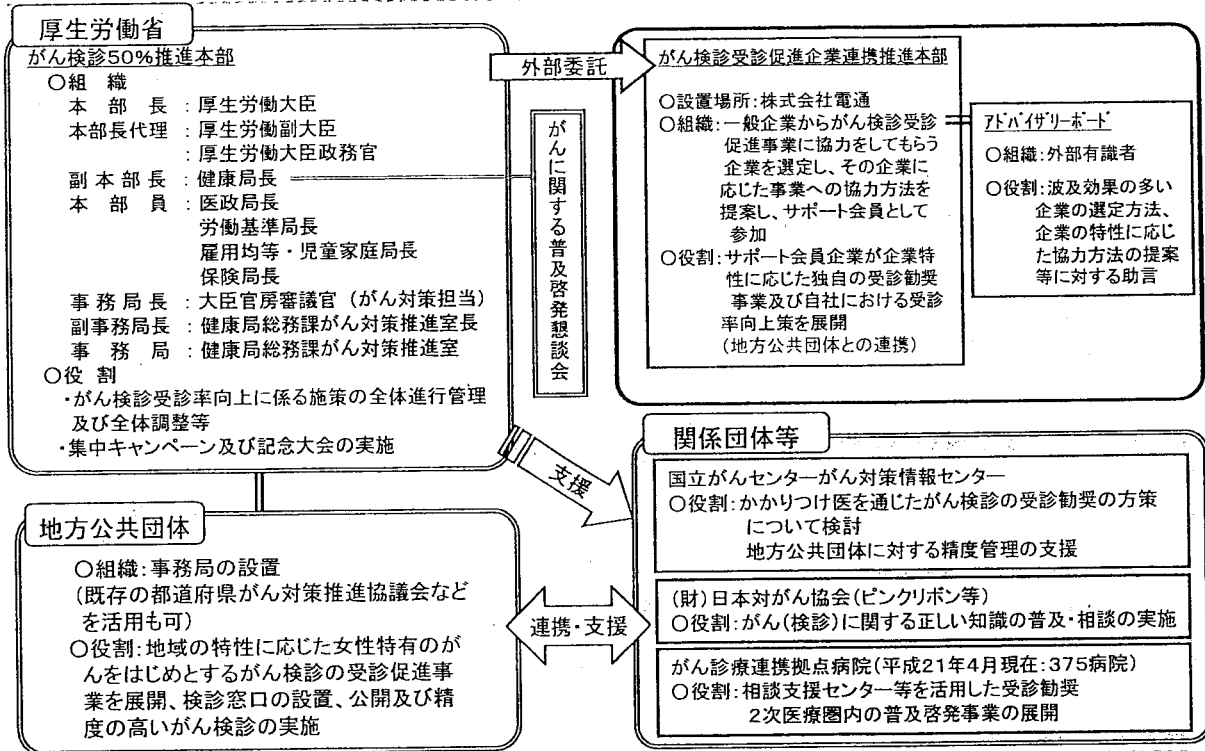 厚生労働省
がん検診50%推進本部
○組 織
本 部 長 : 厚生労働大臣
本部長代理 : 厚生労働副大臣
: 厚生労働大臣政務官
副本部長 : 健康局長
本 部 員 : 医政局長
労働基準局長
雇用均等・児童家庭局長
保険局長
事務局長 : 大臣官房審議官 (がん対策担当)
副事務局長 : 健康局総務課がん対策推進室長
事 務 局 : 健康局総務課がん対策推進室
○役 割
・がん検診受診率向上に係る施策の全体進行管理
及び全体調整等
・集中キャンペーン及び記念大会の実施
外部委託
がんに関する普及啓発懇談会
がん検診受診促進企業連携推進本部
○設置場所:株式会社電通
○組織:一般企業からがん検診受診
促進事業に協力をしてもらう
企業を選定し、その企業に
応じた事業への協力方法を
提案し、サポート会員として
参加
○役割:サポート会員企業が企業特
性に応じた独自の受診勧奨
事業及び自社における受診
率向上策を展開
(地方公共団体との連携)
アドバイザリーボード
○組織:外部有識者
○役割:波及効果の多い
企業の選定方法、
企業の特性に応じ
た協力方法の提案
等に対する助言
支援
地方公共団体
○組織:事務局の設置
(既存の都道府県がん対策推進協議会など
を活用も可)
○役割:地域の特性に応じた女性特有のが
んをはじめとするがん検診の受診促進事
業を展開、検診窓口の設置、公開及び精
度の高いがん検診の実施
連携・支援
関係団体等
国立がんセンターがん対策情報センター
○役割:かかりつけ医を通じたがん検診の受診勧奨の方策
について検討
地方公共団体に対する精度管理の支援
(財)日本対がん協会(ピンクリボン等)
○役割:がん(検診)に関する正しい知識の普及・相談の実施
がん診療連携拠点病院(平成21年4月現在:375病院)
○役割:相談支援センター等を活用した受診勧奨
2次医療圏内の普及啓発事業の展開